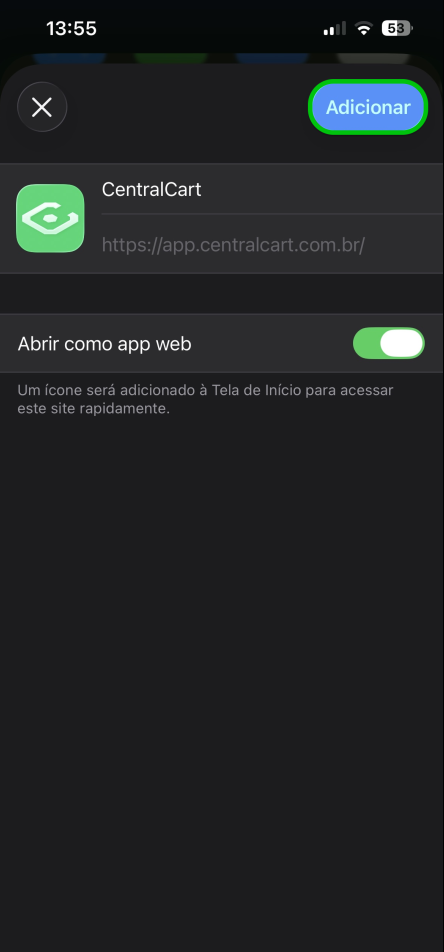 13:55
53
Adicionar
CentralCart
https://app.centralcart.com.br/
Abrir como app web
Um ícone será adicionado à Tela de Início para acessar
este site rapidamente.